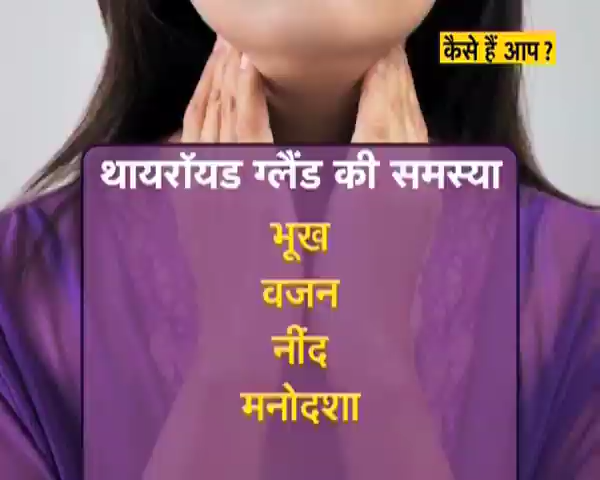 कैसे हैं आप ?
थायरॉयड ग्लैंड की समस्या
भूख
वजन
नींद
मनोदशा